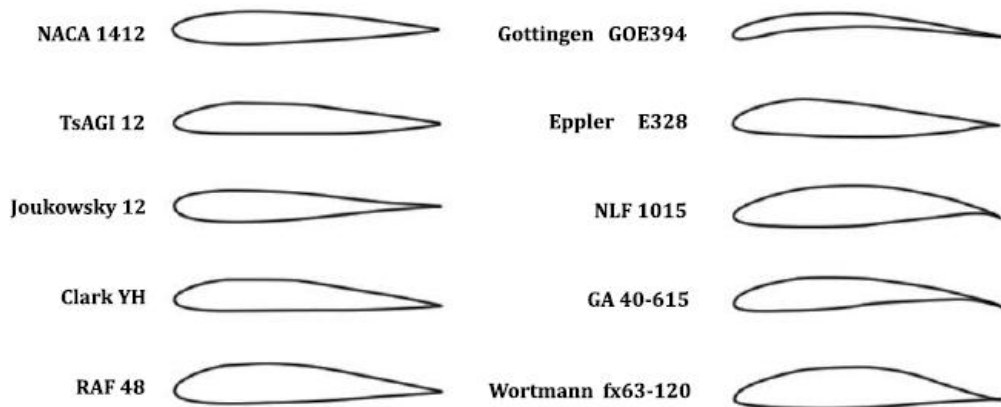 NACA 1412
TsAGI 12
Joukowsky 12
Clark YH
RAF 48
Gottingen GOE394
Eppler E328
NLF 1015
GA 40-615
Wortmann fx63-120